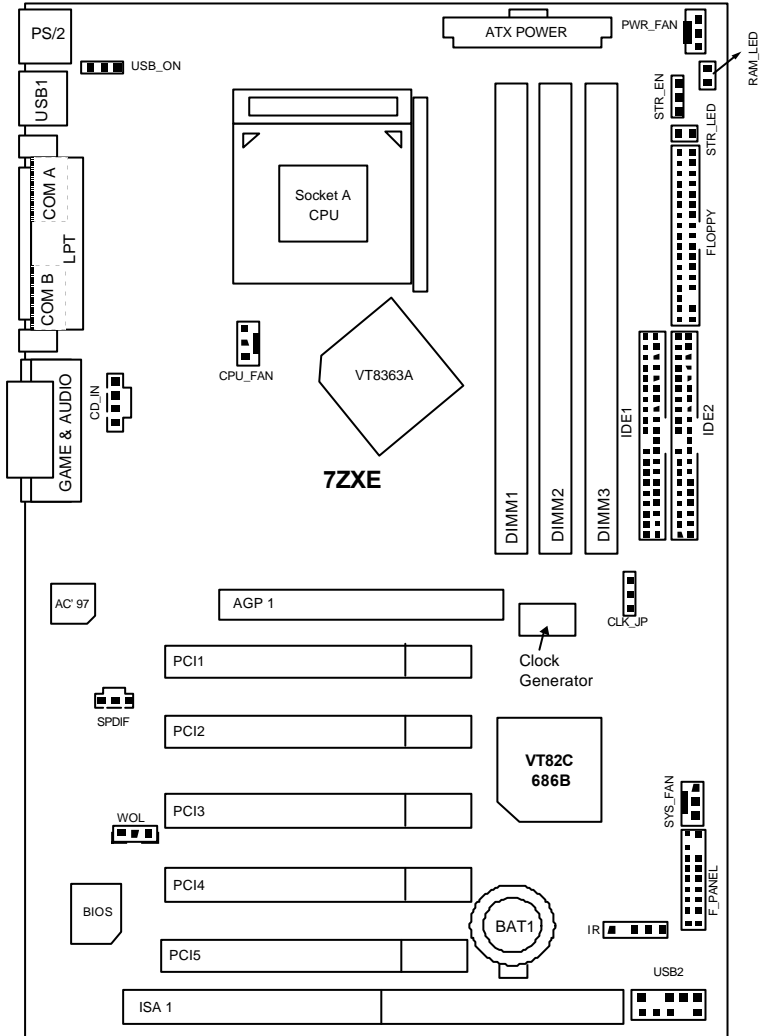 PS/2
ATX POWER
PWR_FAN
RAM_LED
USB_ON
USB1
STR_EN
STR_LED
COM A
Socket A
CPU
LPT
FLOPPY
COM B
CPU_FAN
VT8363A
GAME & AUDIO
CD_IN
IDE1
IDE2
7ZXE
DIMM1
DIMM2
DIMM3
AC' 97
AGP 1
CLK_JP
PCI1
Clock
Generator
SPDIF
PCI2
VT82C
686B
PCI3
SYS_FAN
WOL
PCI4
F_PANEL
BIOS
BAT1
IR
PCI5
USB2
ISA 1